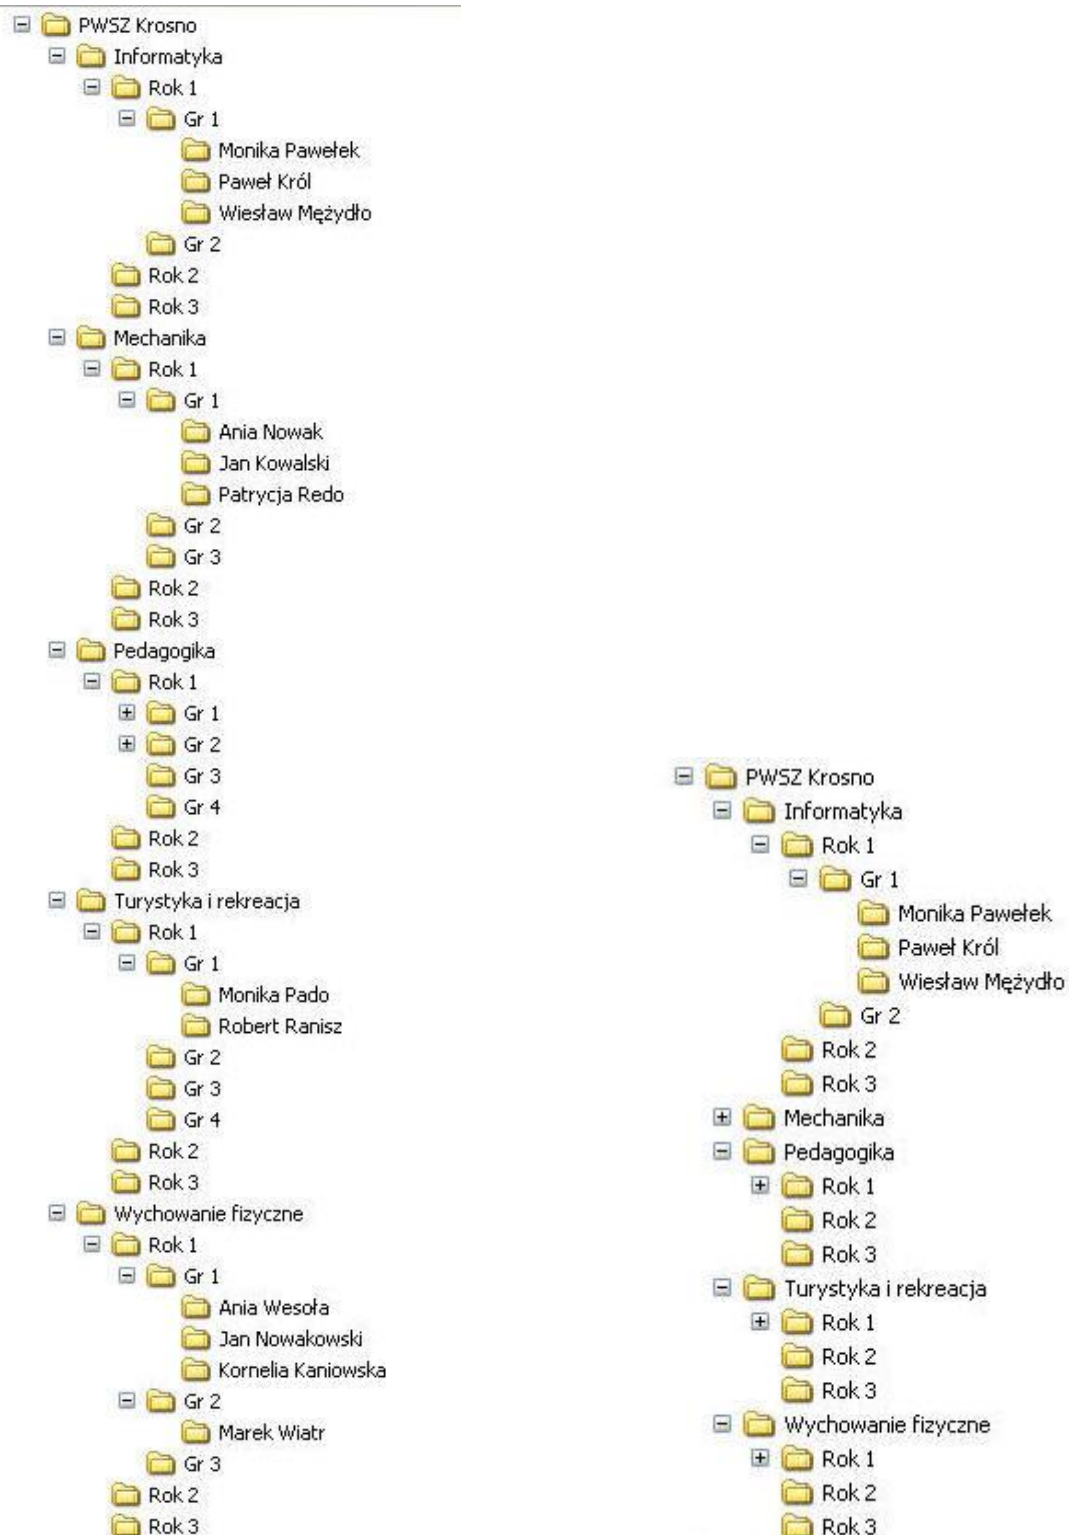 PWSZ Krosno
Informatyka
Rok 1
Gr 1
Monika Pawełek
Paweł Król
Wiesław Mężydło
Gr 2
Rok 2
Rok 3
Mechanika
Rok 1
Gr 1
Ania Nowak
Jan Kowalski
Patrycja Redo
Gr 2
Gr 3
Rok 2
Rok 3
Pedagogika
Rok 1
Gr 1
Gr 2
Gr 3
Gr 4
Rok 2
Rok 3
Turystyka i rekreacja
Rok 1
Gr 1
Monika Pado
Robert Ranisz
Gr 2
Gr 3
Gr 4
Rok 2
Rok 3
Wychowanie fizyczne
Rok 1
Gr 1
Ania Wesoła
Jan Nowakowski
Kornelia Kaniowska
Gr 2
Marek Wiatr
Gr 3
Rok 2
Rok 3
PWSZ Krosno
Informatyka
Rok 1
Gr 1
Monika Pawełek
Paweł Król
Wiesław Mężydło
Gr 2
Rok 2
Rok 3
Mechanika
Pedagogika
Rok 1
Rok 2
Rok 3
Turystyka i rekreacja
Rok 1
Rok 2
Rok 3
Wychowanie fizyczne
Rok 1
Rok 2
Rok 3